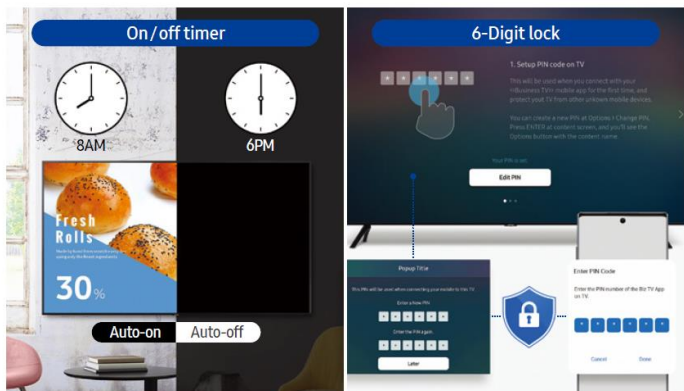 On/off timer
8AM
6PM
Fresh
Rolls
30%
Auto-on
Auto-off
6-Digit lock
1. Setup PIN code on TV
This will be used when you connect with your
<<Business TV>> mobile app for the first time, and
protect your TV from other unkown mobile devices.
You can create a new PIN at Options > Change PIN.
Press ENTER at content screen, and you'll see the
Options button with the content name.
Your PIN is set.
Edit PIN
Popup Title
This PIN will be used when connecting your mobile to this TV.
Enter a New PIN
* * * * * *
Enter the PIN again.
* * * * * *
Later
Enter PIN Code
Enter the PIN number of the Biz TV App
on TV.
* * * * * *
Cancel
Done